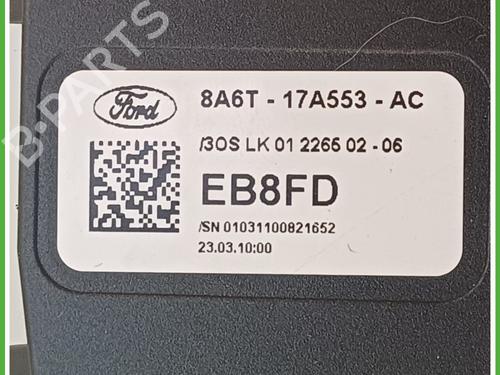 B-PARTS
Ford
8A6T - 17A553 - AC
/3OS LK 01 2266 02 - 06
EB8FD
/SN 01031100821652
23.03.10:00